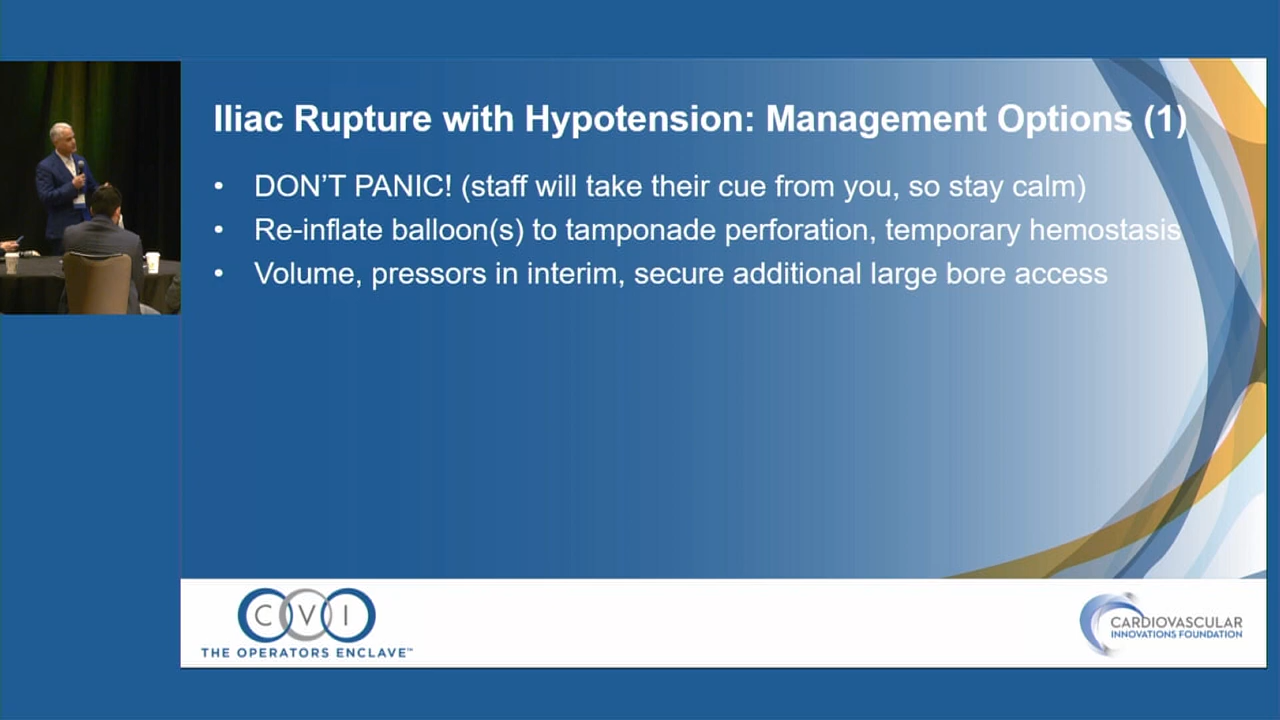 Iliac Rupture with Hypotension: Management Options (1)
• DON’T PANIC! (staff will take their cue from you, so stay calm)
• Re-inflate balloon(s) to tamponade perforation, temporary hemostasis
• Volume, pressors in interim, secure additional large bore access
CVI
THE OPERATORS ENCLAVE™
CARDIOVASCULAR
INNOVATIONS FOUNDATION